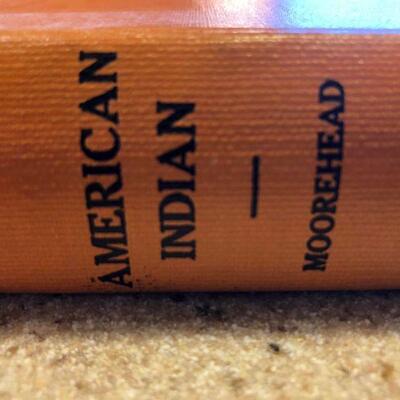 AMERICAN
INDIAN
—
MOOREHEAD